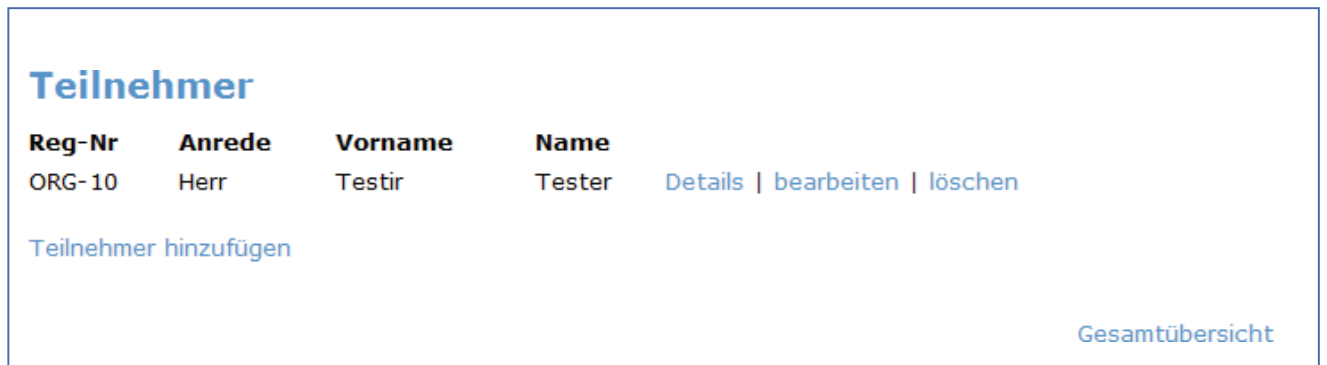 Teilnehmer
Reg-Nr Anrede Vorname Name
ORG-10 Herr Testir Tester Details | bearbeiten | löschen
Teilnehmer hinzufügen
Gesamtübersicht